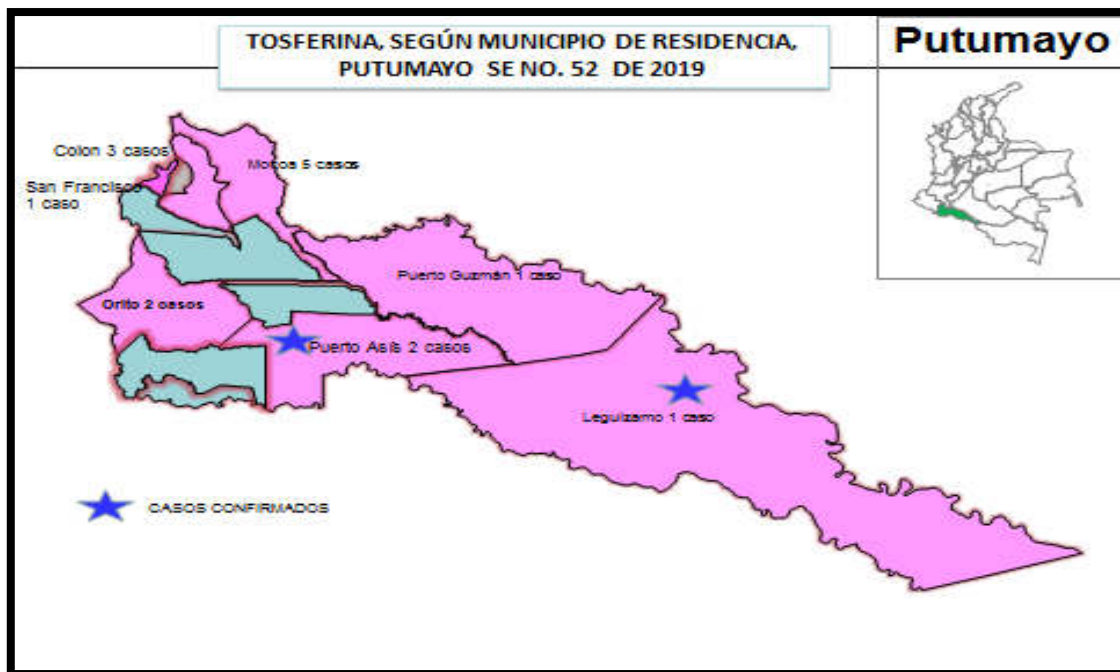 TOSFERINA, SEGÚN MUNICIPIO DE RESIDENCIA,
PUTUMAYO SE NO. 52 DE 2019
Putumayo
Colon 3 casos
Mocoa 5 casos
San Francisco
1 caso
Puerto Guzmán 1 caso
Orito 2 casos
Puerto Asís 2 casos
Leguizamo 1 caso
CASOS CONFIRMADOS